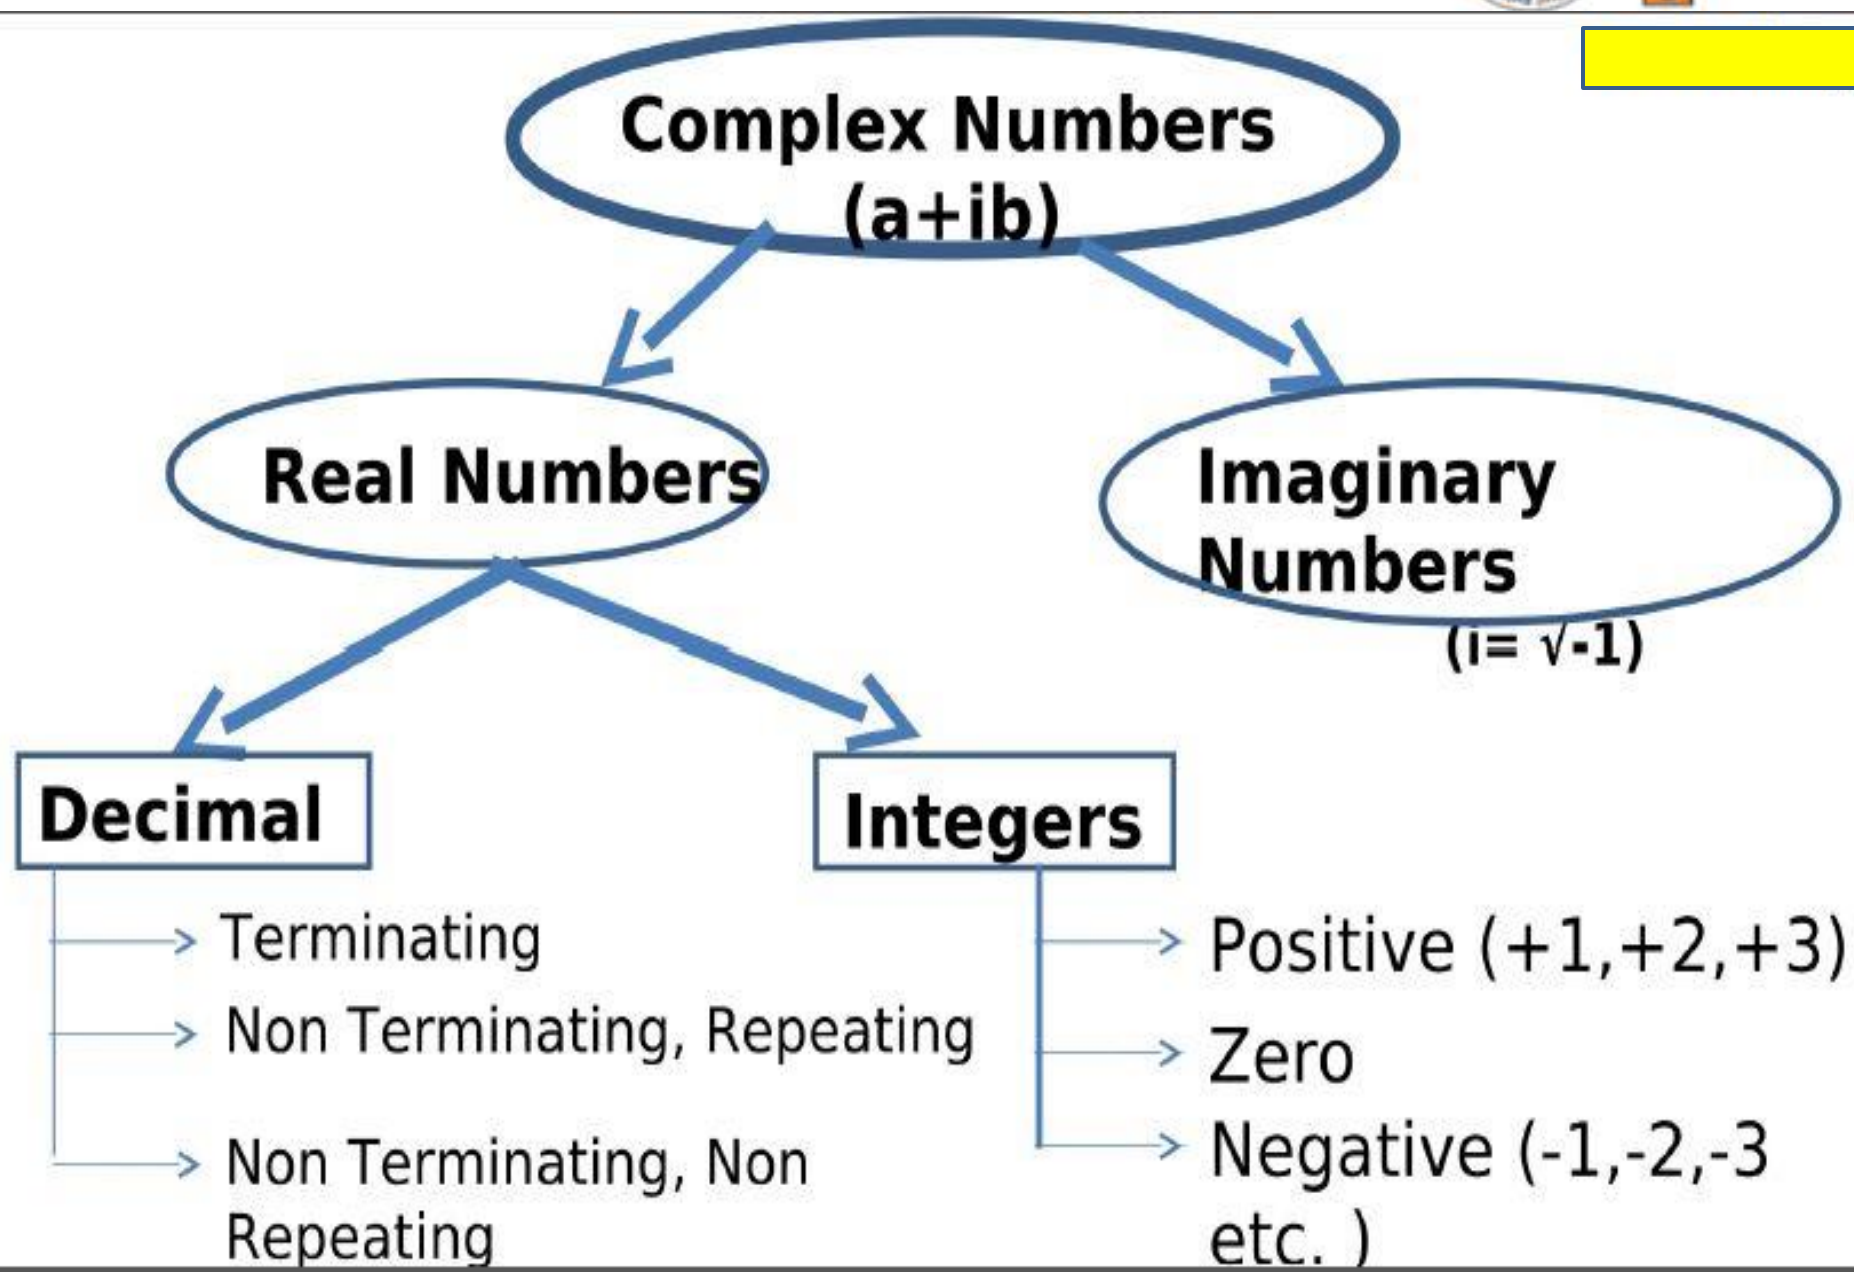 Complex Numbers
(a+ib)
Real Numbers
Imaginary
Numbers
(i≡ √-1)
Decimal
Terminating
Non Terminating, Repeating
Non Terminating, Non
Repeating
Integers
Positive (+1,+2,+3)
Zero
Negative (-1,-2,-3
etc. )